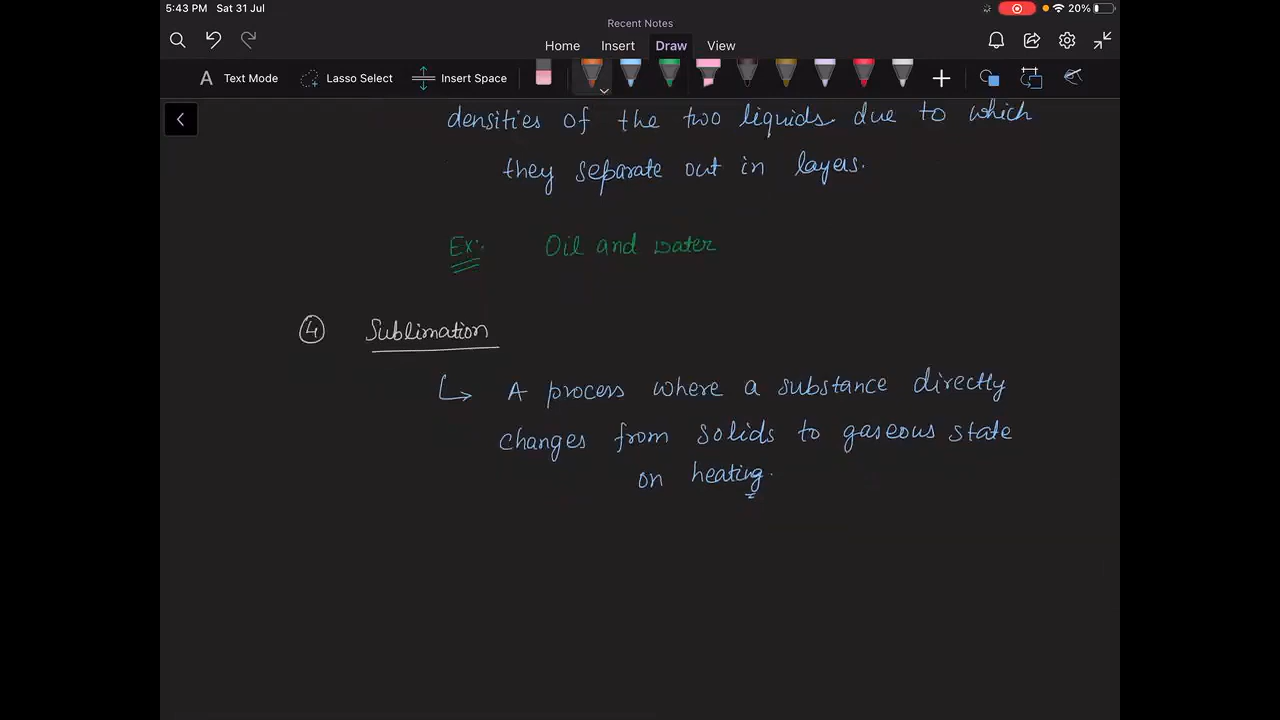 5:43 PM Sat 31 Jul
20%
Recent Notes
Home Insert Draw View
Text Mode Lasso Select Insert Space
densities of the two liquids due to which
they separate out in layers.
Ex:- Oil and water
4 Sublimation
↳ A process where a substance directly
changes from solids to gaseous state
on heating.